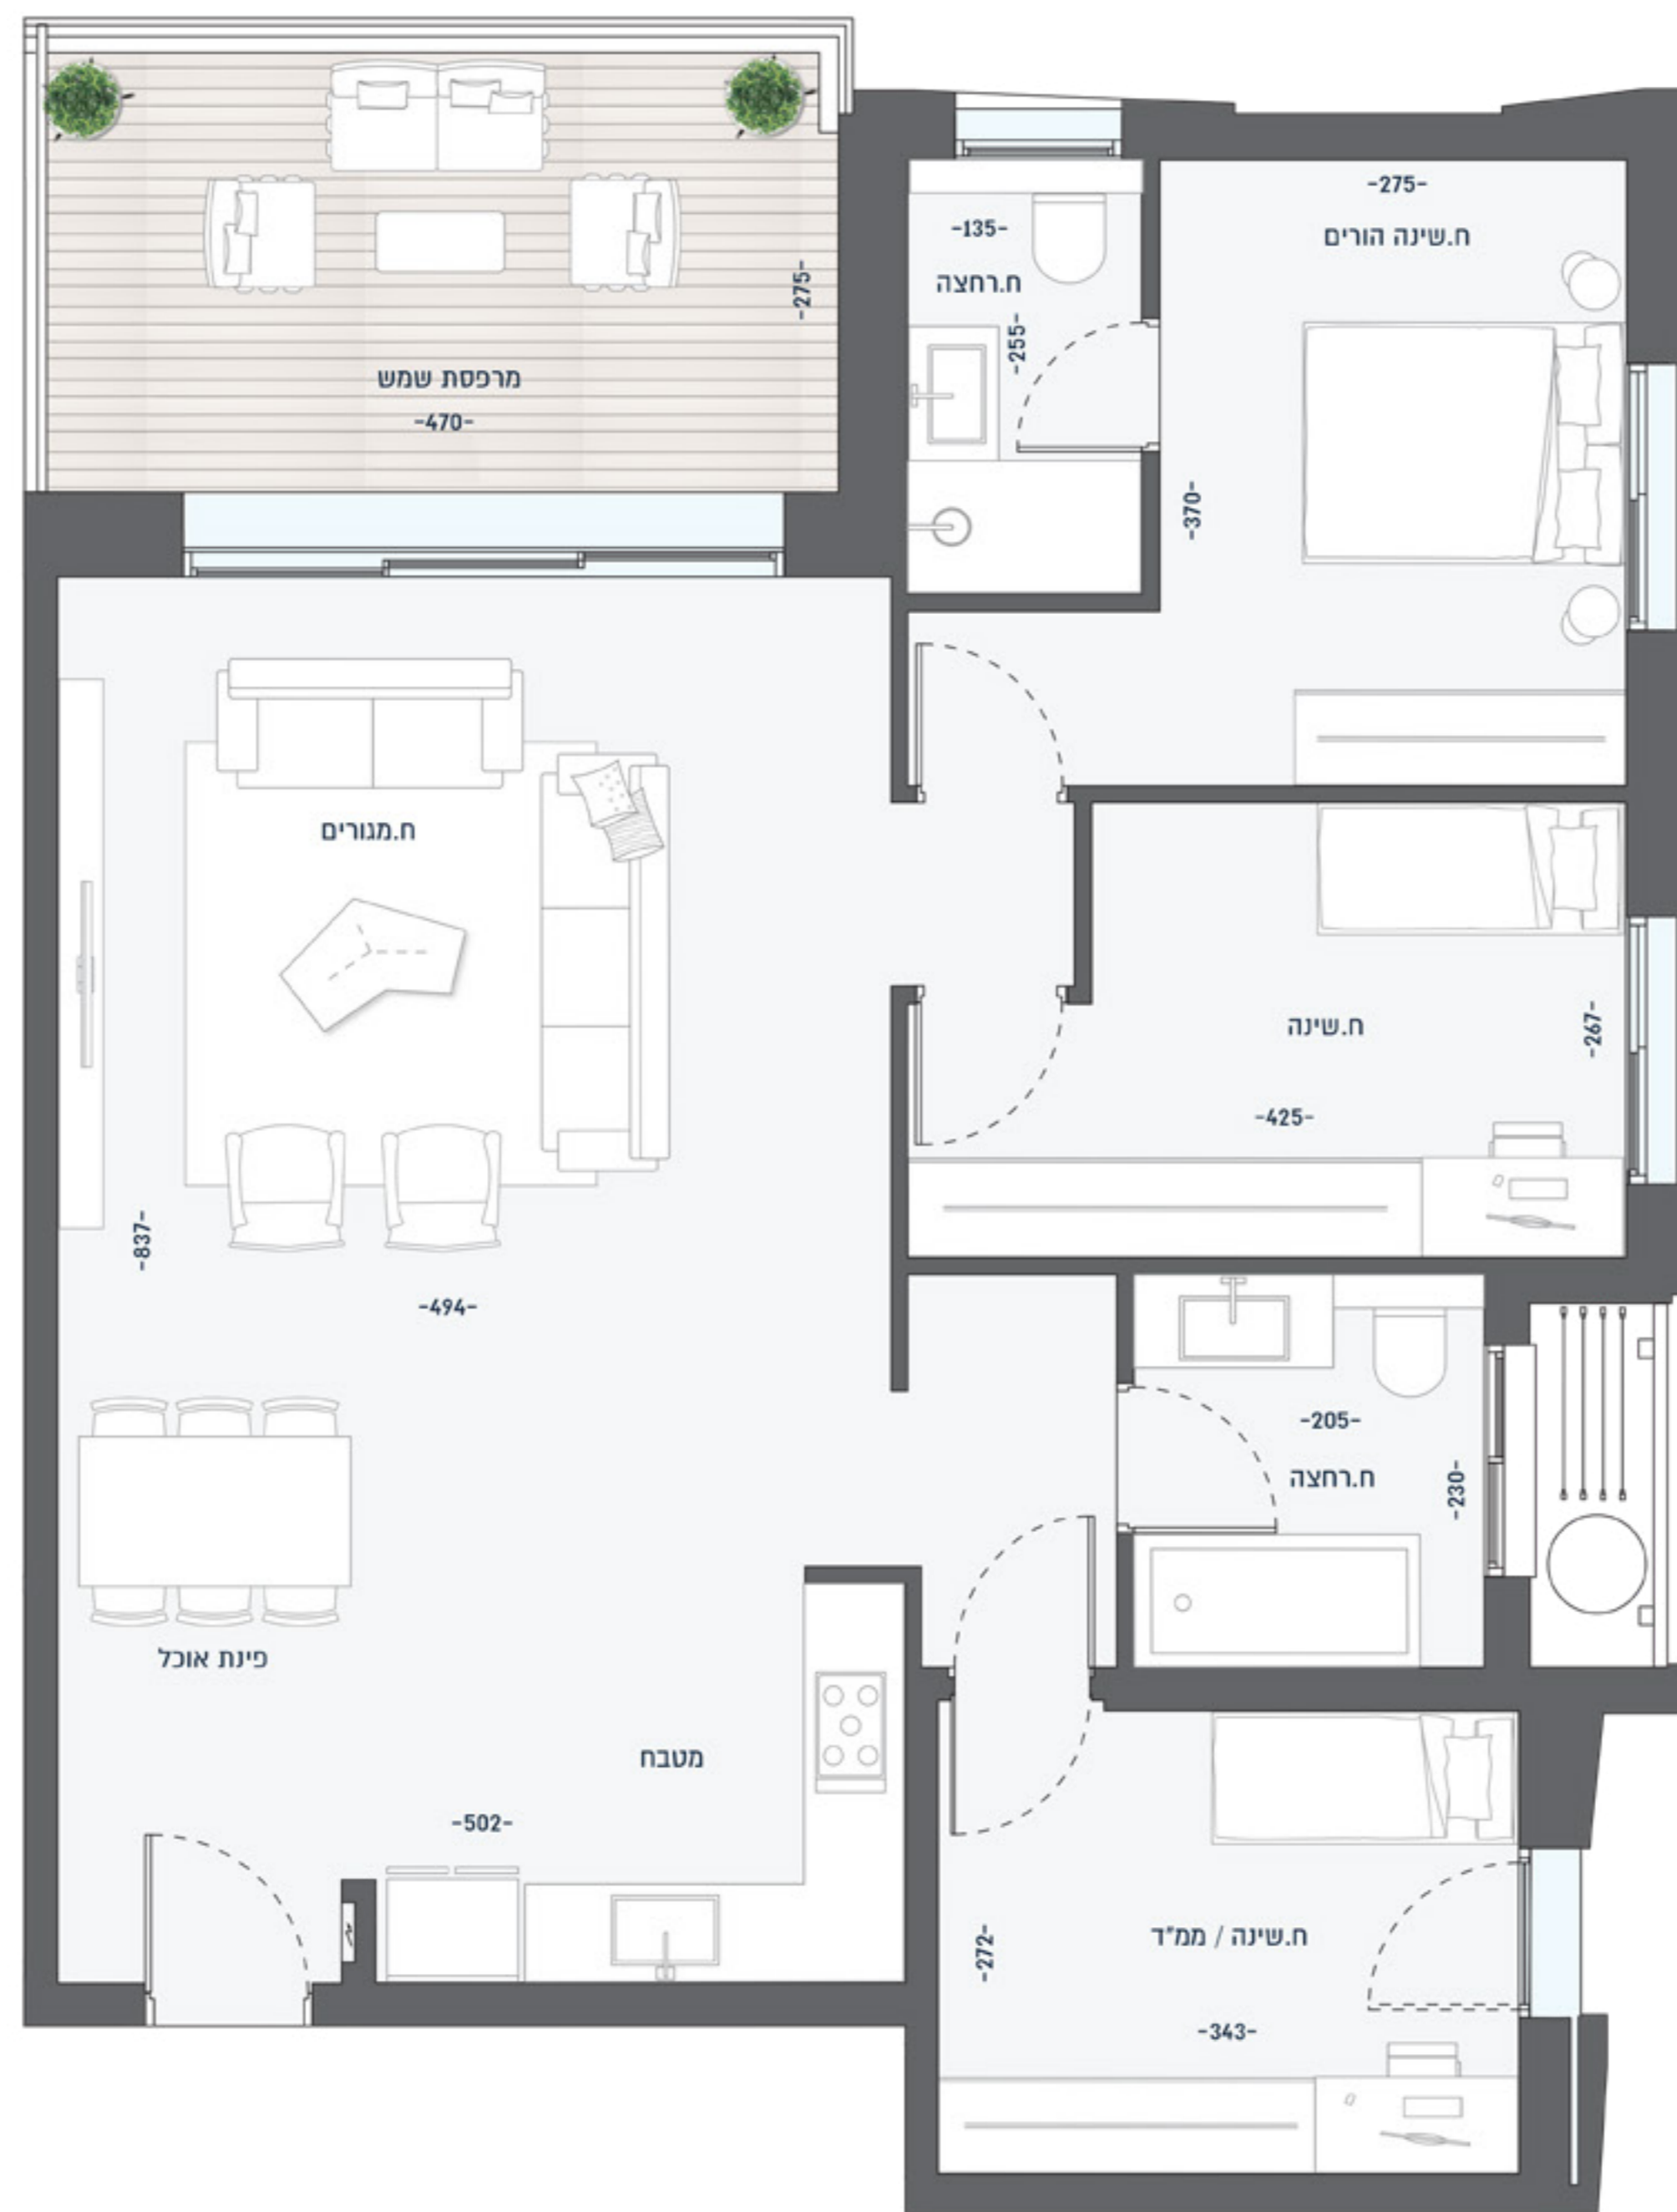 -275-
ח.שינה הורים
-135-
ח.רחצה
-255-
-275-
מרפסת שמש
-470-
-370-
ח.מגורים
ח.שינה
-267-
-425-
-837-
-494-
-205-
ח.רחצה
-230-
פינת אוכל
מטבח
-502-
ח.שינה / ממ"ד
-272-
-343-